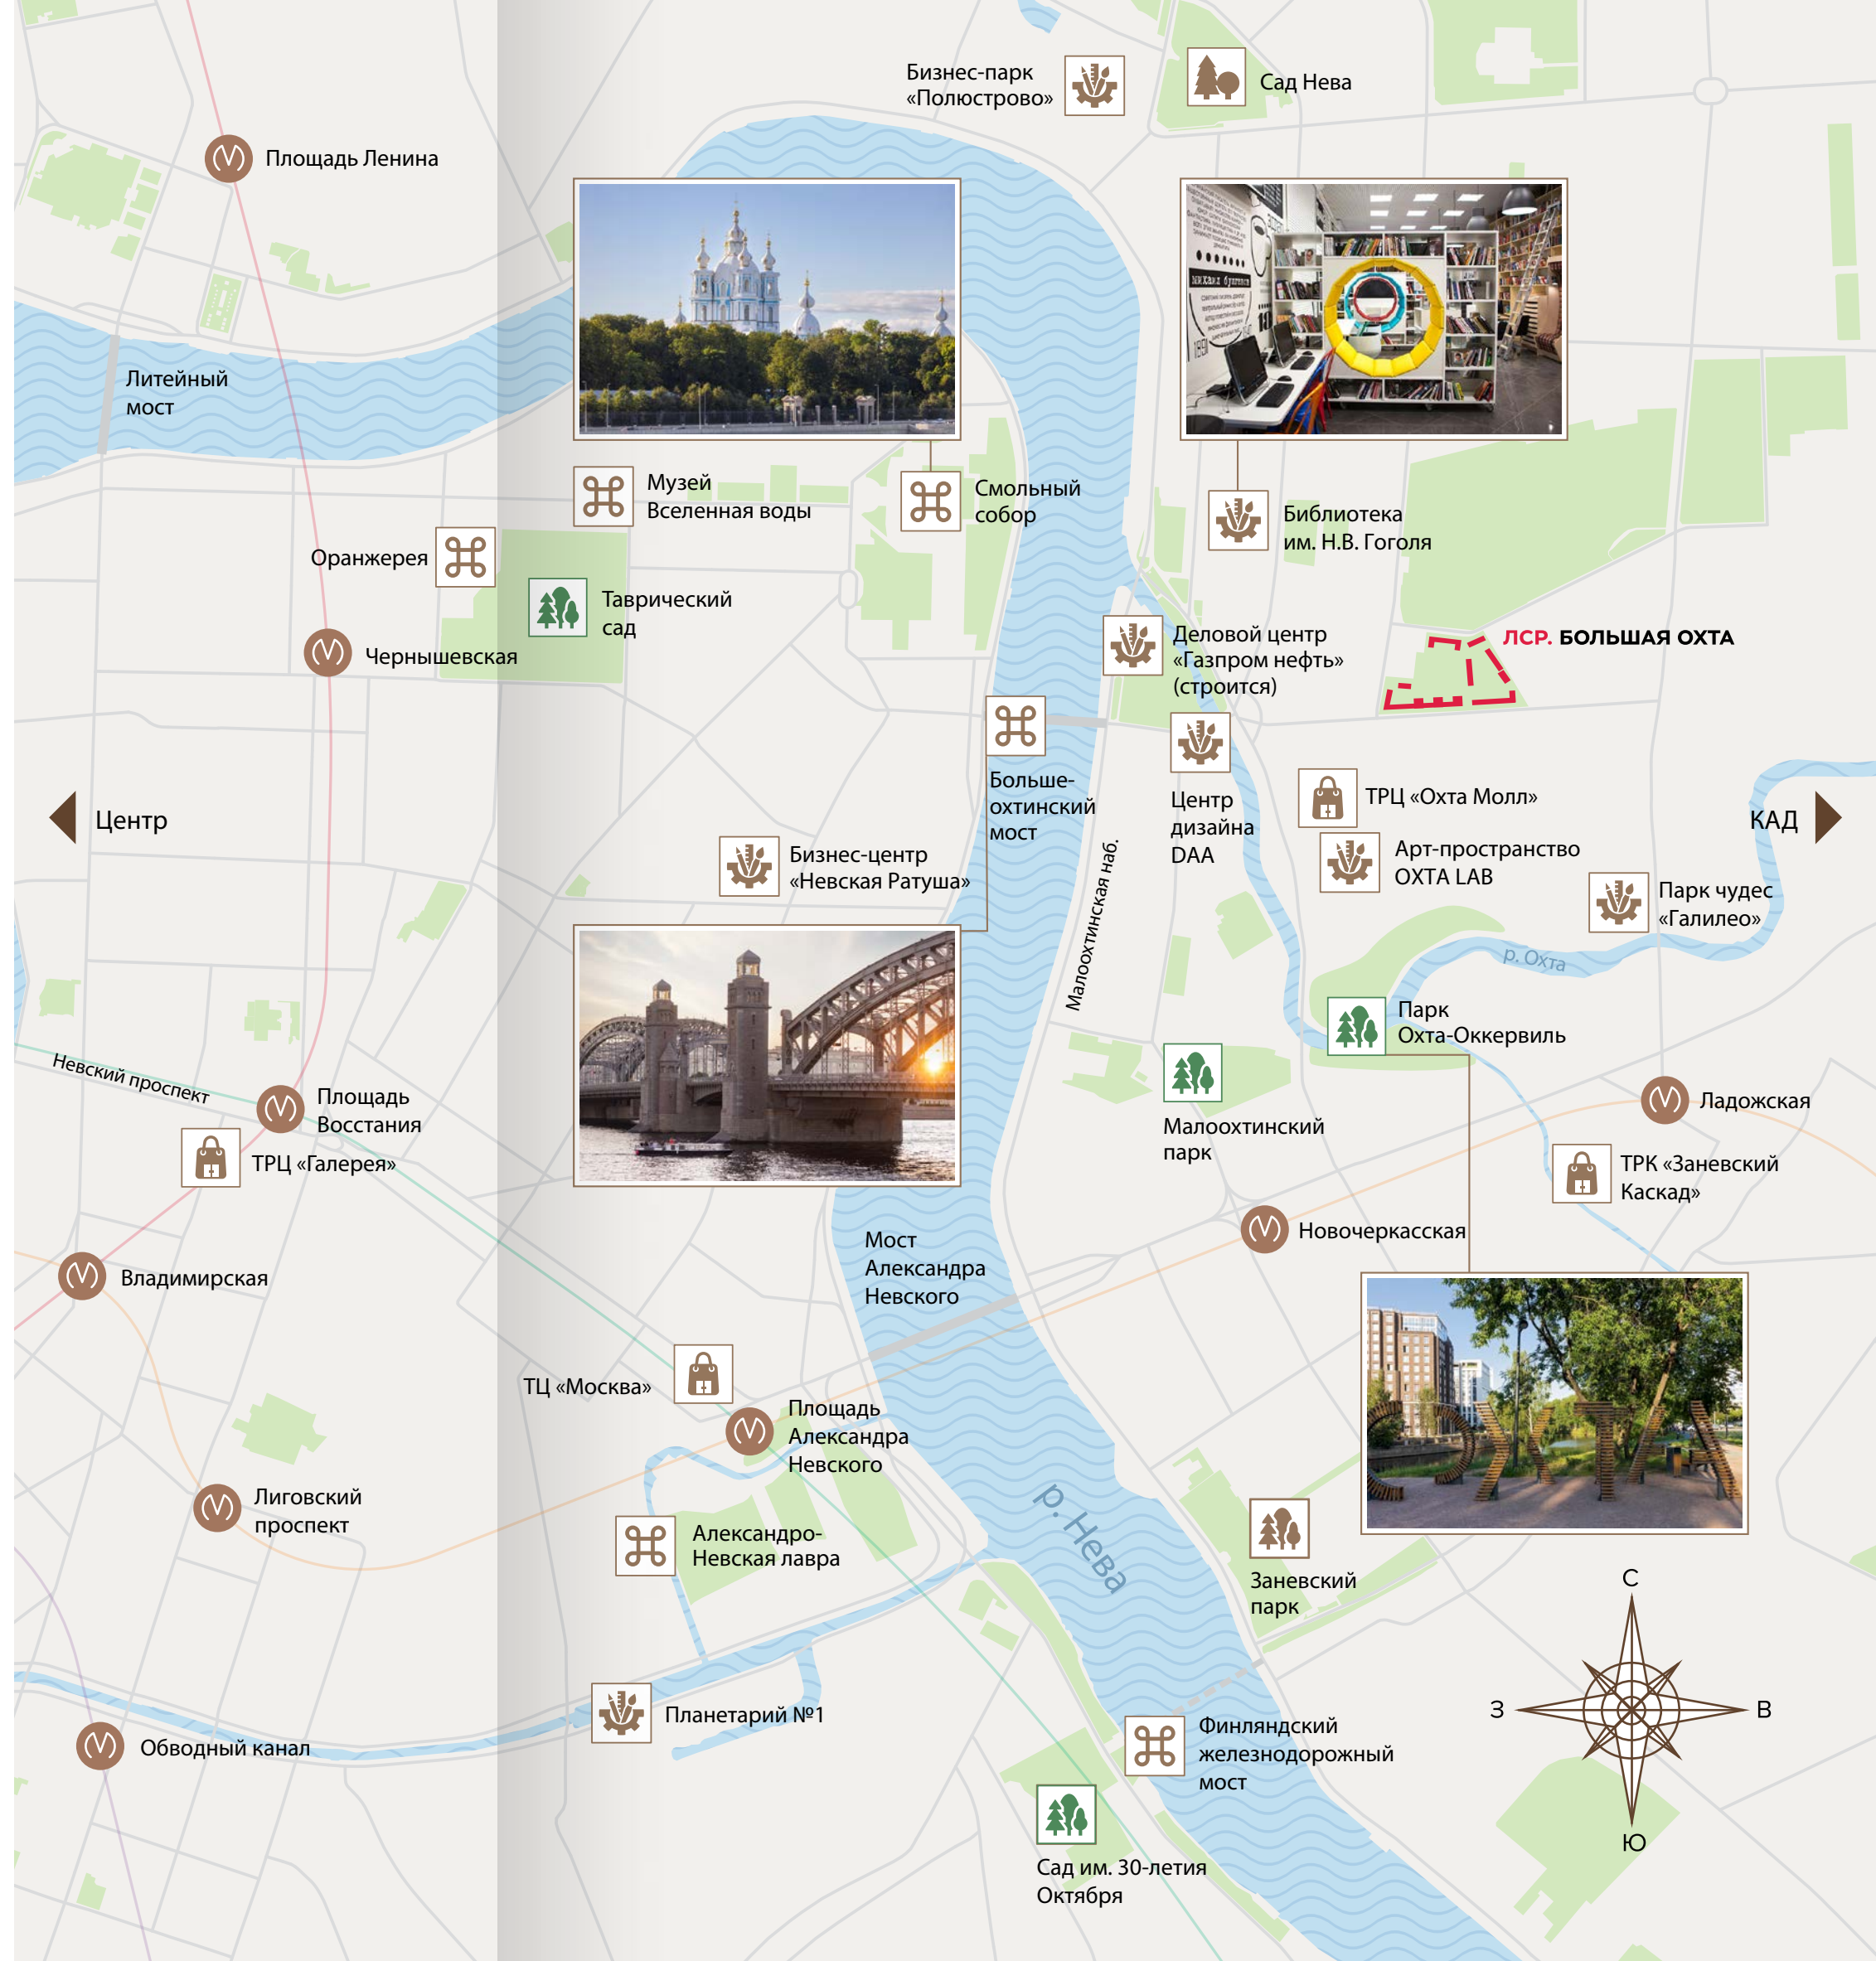 Бизнес-парк
«Полюстрово»
Сад Нева
Площадь Ленина
михаил булгаков
1891
Литейный
мост
Музей
Вселенная воды
Смольный
собор
Библиотека
им. Н.В. Гоголя
Оранжерея
Таврический
сад
Чернышевская
Деловой центр
«Газпром нефть»
(строится)
ЛСР. БОЛЬШАЯ ОХТА
Больше-
охтинский
мост
Центр
дизайна
DAA
ТРЦ «Охта Молл»
Центр
КАД
Бизнес-центр
«Невская Ратуша»
Арт-пространство
OXTA LAB
Парк чудес
«Галилео»
Малоохтинская наб.
р. Охта
Парк
Охта-Оккервиль
Невский проспект
Площадь
Восстания
Малоохтинский
парк
Ладожская
ТРЦ «Галерея»
ТРК «Заневский
Каскад»
Новочеркасская
Мост
Александра
Невского
Владимирская
ТЦ «Москва»
Площадь
Александра
Невского
ОХТА
Лиговский
проспект
р. Нева
Александро-
Невская лавра
Заневский
парк
С
З
В
Ю
Планетарий №1
Финляндский
железнодорожный
мост
Обводный канал
Сад им. 30-летия
Октября